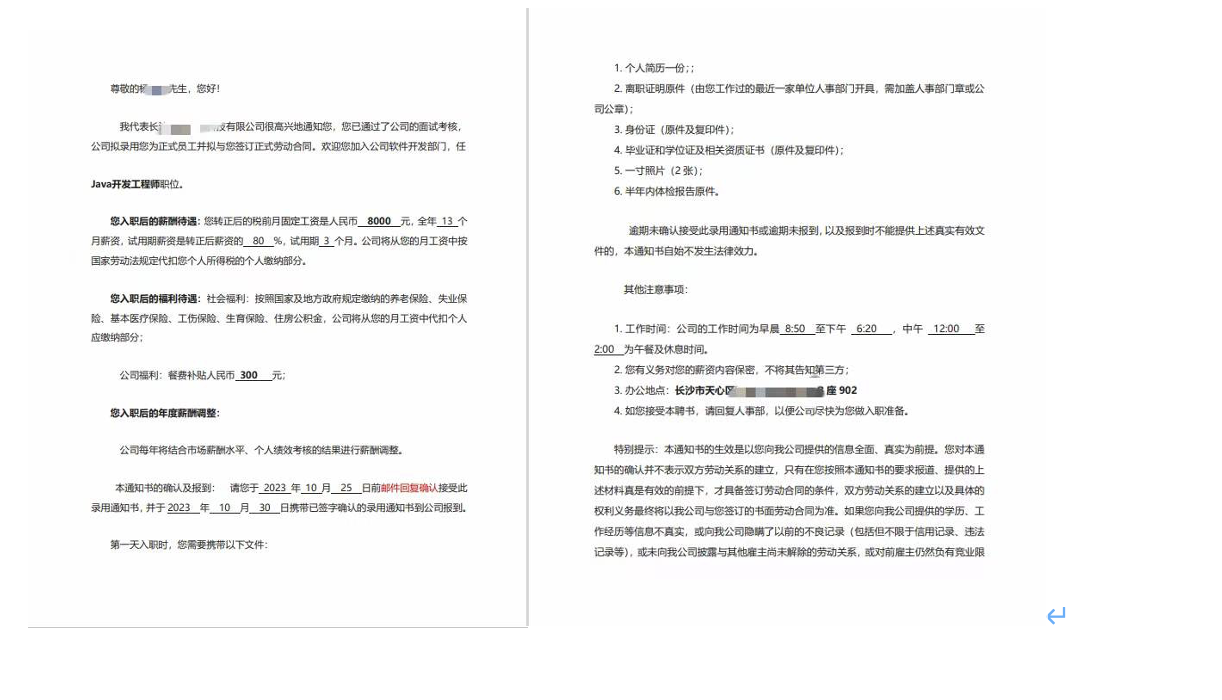 尊敬的杨 先生，您好！
我代表长 有限公司很高兴地通知您，您已通过了公司的面试考核，
公司拟录用您为正式员工并拟与您签订正式劳动合同。欢迎您加入公司软件开发部门，任
Java开发工程师职位。
您入职后的薪酬待遇：您转正后的税前月固定工资是人民币 8000 元，全年 13 个
月薪资，试用期薪资是转正后薪资的 80 %，试用期 3 个月。公司将从您的月工资中按
国家劳动法规定代扣您个人所得税的个人缴纳部分。
您入职后的福利待遇：社会福利：按照国家及地方政府规定缴纳的养老保险、失业保
险、基本医疗保险、工伤保险、生育保险、住房公积金，公司将从您的月工资中代扣个人
应缴纳部分；
公司福利：餐费补贴人民币 300 元；
您入职后的年度薪酬调整：
公司每年将结合市场薪酬水平、个人绩效考核的结果进行薪酬调整。
本通知书的确认及报到： 请您于 2023 年 10 月 25 日前邮件回复确认接受此
录用通知书，并于 2023 年 10 月 30 日携带已签字确认的录用通知书到公司报到。
第一天入职时，您需要携带以下文件：
1. 个人简历一份；；
2. 离职证明原件（由您工作过的最近一家单位人事部门开具，需加盖人事部门章或公
司公章）；
3. 身份证（原件及复印件）；
4. 毕业证和学位证及相关资质证书（原件及复印件）；
5. 一寸照片（2 张）；
6. 半年内体检报告原件。
逾期未确认接受此录用通知书或逾期未报到，以及报到时不能提供上述真实有效文
件的，本通知书自始不发生法律效力。
其他注意事项：
1. 工作时间：公司的工作时间为早晨 8:50 至下午 6:20 ，中午 12:00 至
2:00 为午餐及休息时间。
2. 您有义务对您的薪资内容保密，不将其告知第三方；
3. 办公地点：长沙市天心区 座 902
4. 如您接受本聘书，请回复人事部，以便公司尽快为您做入职准备。
特别提示：本通知书的生效是以您向我公司提供的信息全面、真实为前提。您对本通
知书的确认并不表示双方劳动关系的建立，只有在您按照本通知书的要求报道、提供的上
述材料真是有效的前提下，才具备签订劳动合同的条件，双方劳动关系的建立以及具体的
权利义务最终将以我公司与您签订的书面劳动合同为准。如果您向我公司提供的学历、工
作经历等信息不真实，或向我公司隐瞒了以前的不良记录（包括但不限于信用记录、违法
记录等），或未向我公司披露与其他雇主尚未解除的劳动关系，或对前雇主仍然负有竞业限